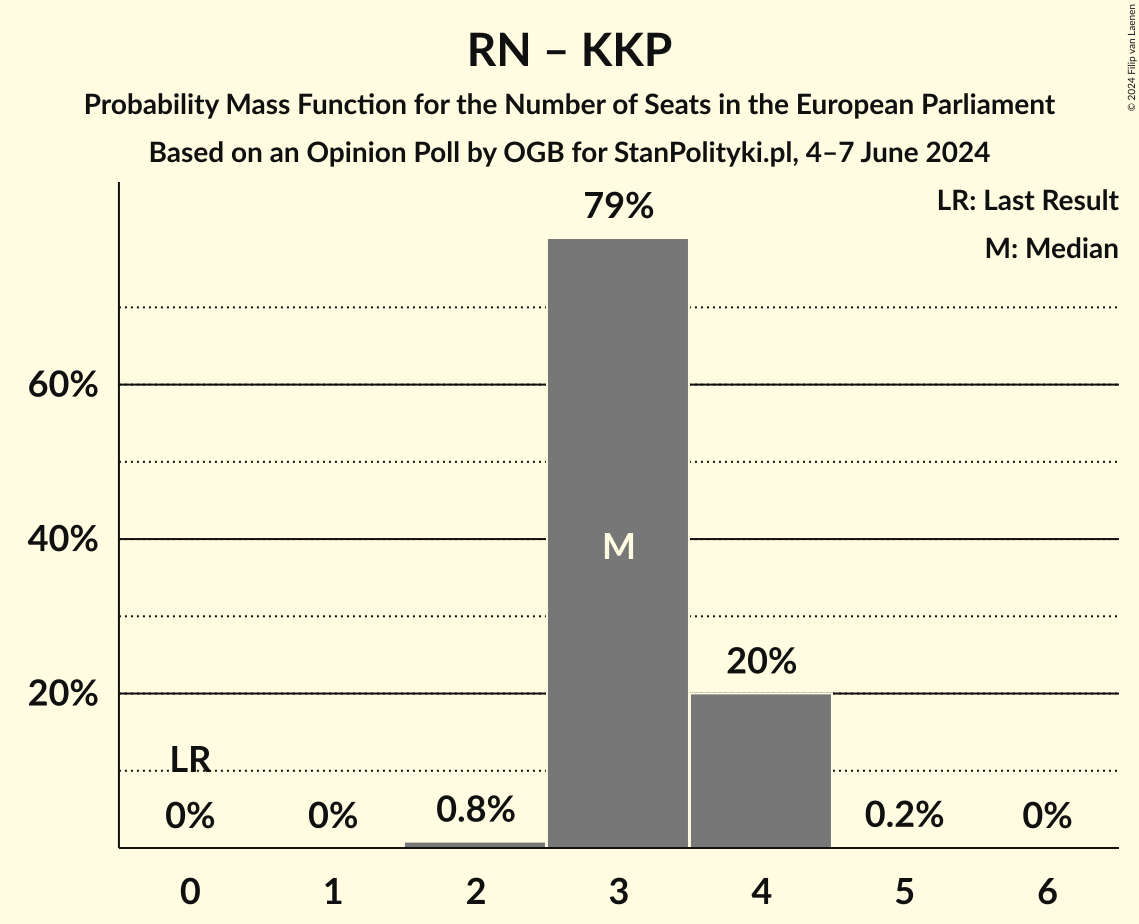 RN – KKP
Probability Mass Function for the Number of Seats in the European Parliament
Based on an Opinion Poll by OGB for StanPolityki.pl, 4–7 June 2024
© 2024 Filip van Laenen
LR: Last Result
M: Median
79%
60%
40%
M
20%
20%
LR
0%
0%
0.8%
0.2%
0%
0
1
2
3
4
5
6